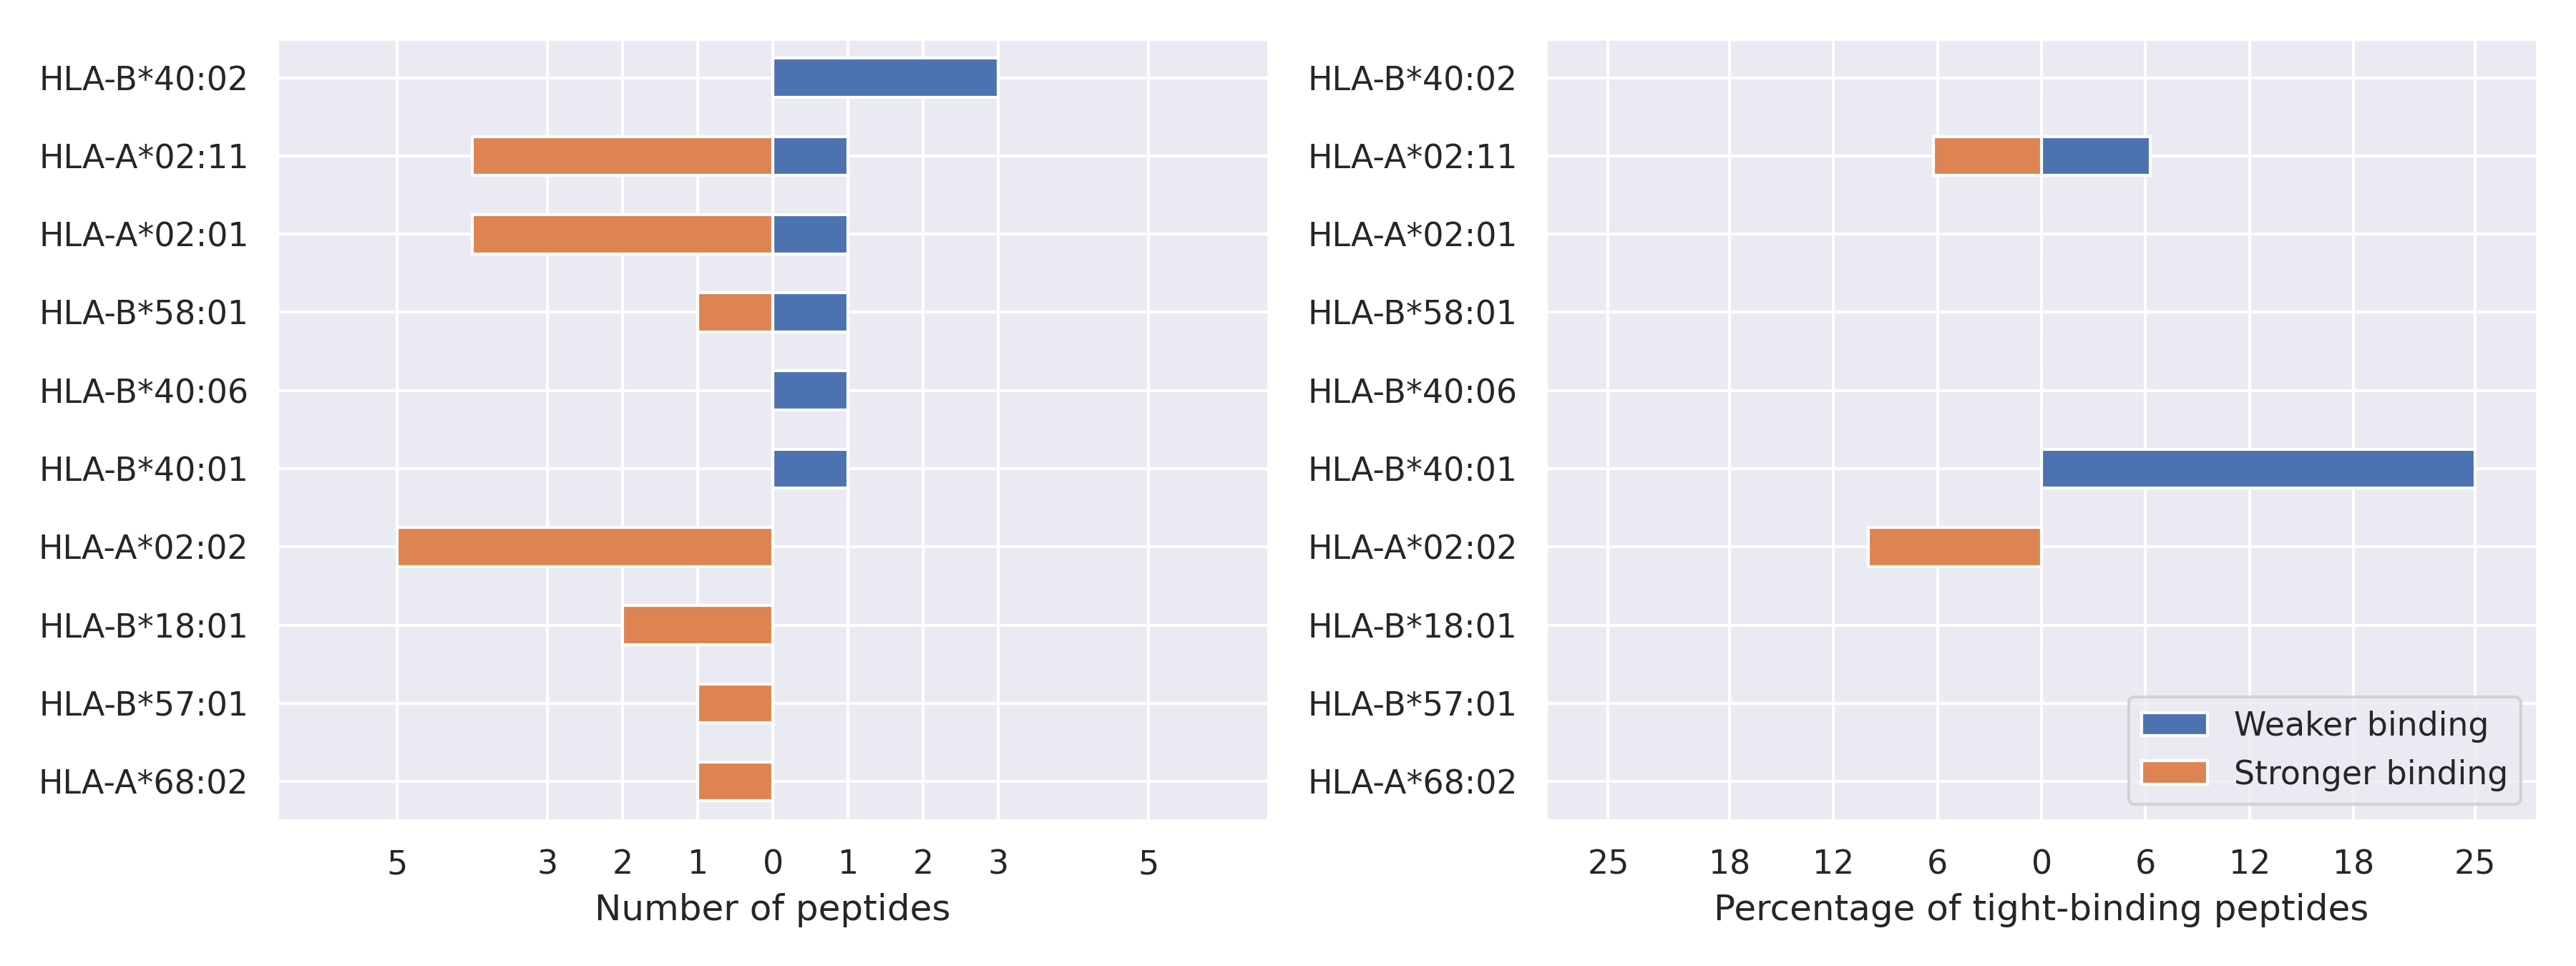 HLA-B*40:02
HLA-A*02:11
HLA-A*02:01
HLA-B*58:01
HLA-B*40:06
HLA-B*40:01
HLA-A*02:02
HLA-B*18:01
HLA-B*57:01
HLA-A*68:02
5 3 2 1 0 1 2 3 5
Number of peptides
HLA-B*40:02
HLA-A*02:11
HLA-A*02:01
HLA-B*58:01
HLA-B*40:06
HLA-B*40:01
HLA-A*02:02
HLA-B*18:01
HLA-B*57:01
HLA-A*68:02
Weaker binding
Stronger binding
25 18 12 6 0 6 12 18 25
Percentage of tight-binding peptides